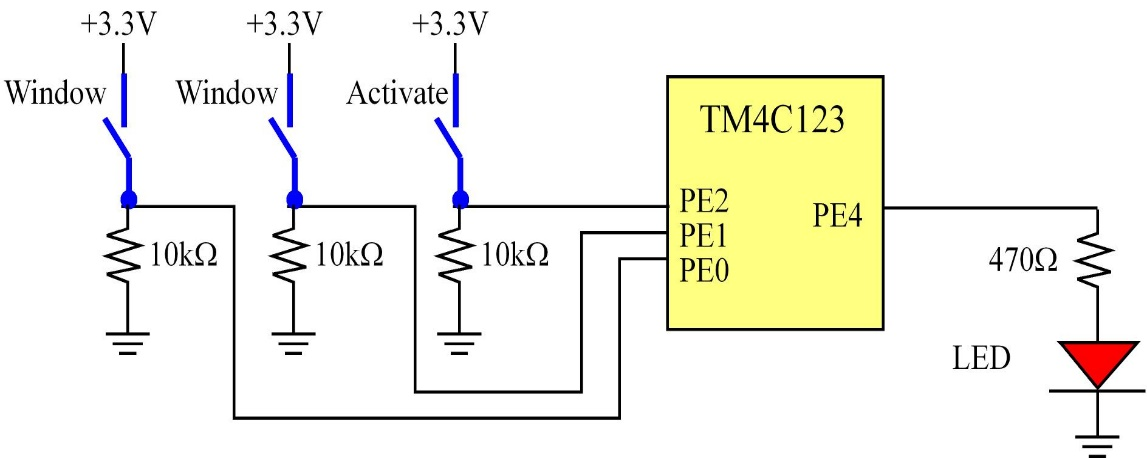 +3.3V +3.3V +3.3V
Window Window Activate
TM4C123
PE2
PE4
PE1
PE0
10kΩ 10kΩ 10kΩ
470Ω
LED